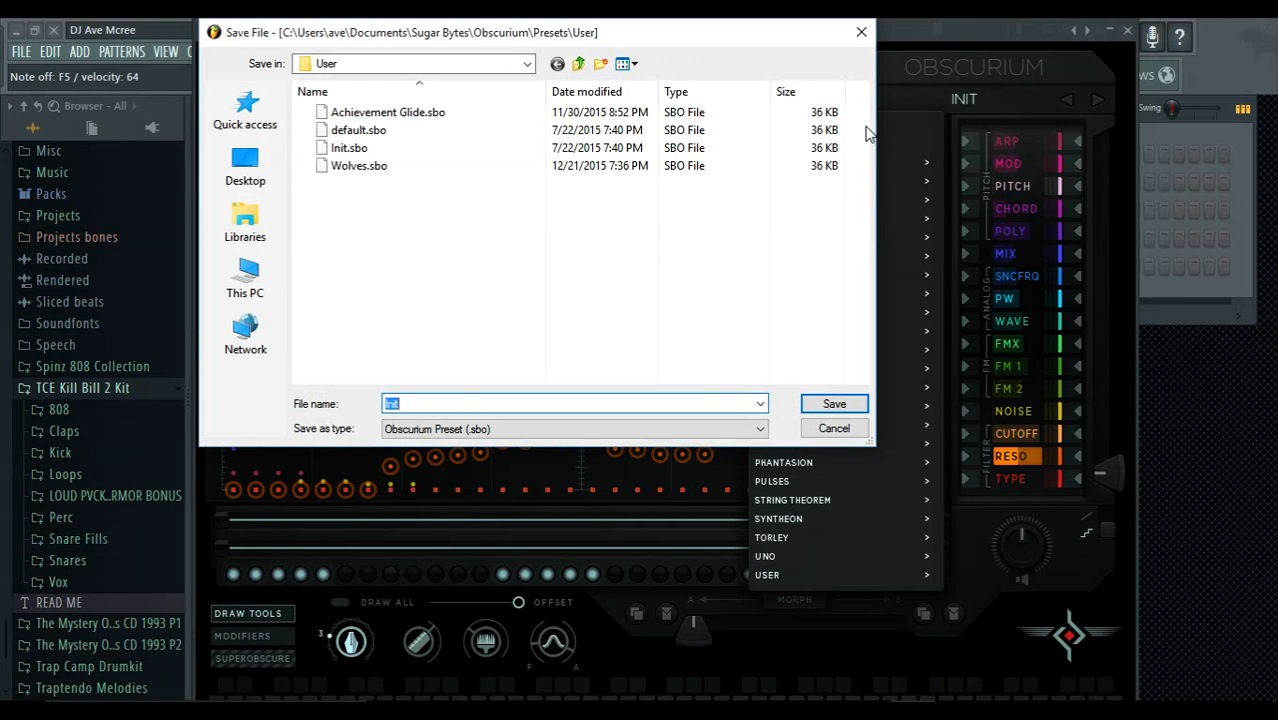 DJ Ave Mcree
FILE EDIT ADD PATTERNS VIEW
Note off: F5 / velocity: 64
Browser - All
Misc
Music
Packs
Projects
Projects bones
Recorded
Rendered
Sliced beats
Soundfonts
Speech
Spinz 808 Collection
TCE Kill Bill 2 Kit
808
Claps
Kick
Loops
LOUD PVCK..RMOR BONUS
Perc
Snare Fills
Snares
Vox
READ ME
The Mystery O..s CD 1993 P1
The Mystery O..s CD 1993 P2
Trap Camp Drumkit
Traptendo Melodies
Save File - [C:\Users\ave\Documents\Sugar Bytes\Obscurium\Presets\User]
Save in: User
Quick access
Desktop
Libraries
This PC
Network
Name Date modified Type Size
Achievement Glide.sbo 11/30/2015 8:52 PM SBO File 36 KB
default.sbo 7/22/2015 7:40 PM SBO File 36 KB
Init.sbo 7/22/2015 7:40 PM SBO File 36 KB
Wolves.sbo 12/21/2015 7:36 PM SBO File 36 KB
File name: Init Save
Save as type: Obscurium Preset (.sbo) Cancel
OBSCURIUM
INIT
ARP
MOD
PITCH
CHORD
POLY
MIX
SNCFRQ
PW
WAVE
FMX
FM 1
FM 2
NOISE
CUTOFF
RESO
TYPE
PITCH
ANALOG
FM
FILTER
PHANTASION
PULSES
STRING THEOREM
SYNTHEON
TORLEY
UNO
USER
A MORPH B
DRAW TOOLS
MODIFIERS
SUPEROBSCURE
DRAW ALL OFFSET
3
F A
?
WS
Swing